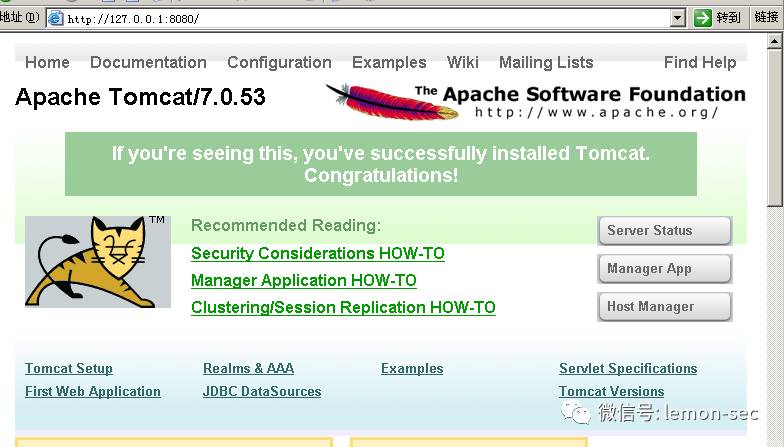 地址(D) http://127.0.0.1:8080/ 转到 链接
Home Documentation Configuration Examples Wiki Mailing Lists Find Help
Apache Tomcat/7.0.53
The Apache Software Foundation
http://www.apache.org/
If you're seeing this, you've successfully installed Tomcat.
Congratulations!
TM
Recommended Reading:
Security Considerations HOW-TO
Manager Application HOW-TO
Clustering/Session Replication HOW-TO
Server Status
Manager App
Host Manager
Tomcat Setup Realms & AAA Examples Servlet Specifications
First Web Application JDBC DataSources Tomcat Versions
微信号: lemon-sec